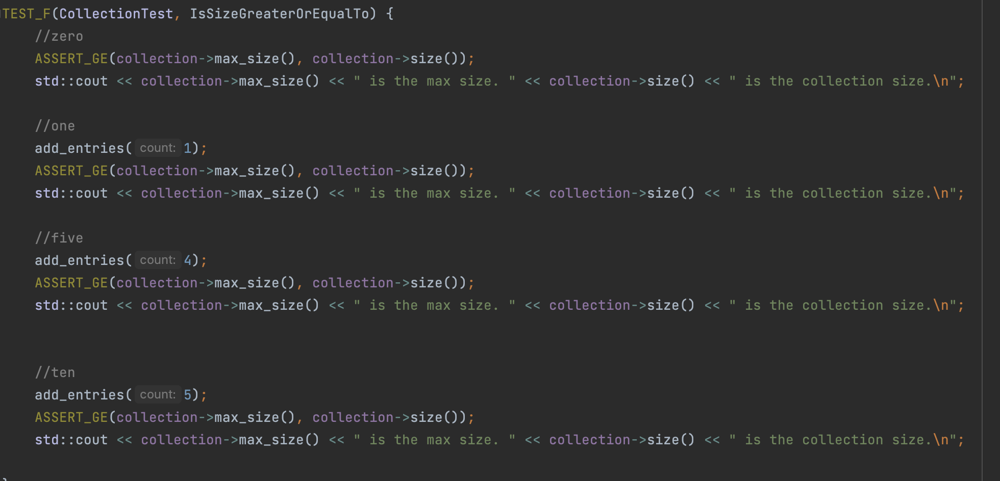 TEST_F(CollectionTest, IsSizeGreaterOrEqualTo) {
    //zero
    ASSERT_GE(collection->max_size(), collection->size());
    std::cout << collection->max_size() << " is the max size. " << collection->size() << " is the collection size.\n";

    //one
    add_entries( count: 1);
    ASSERT_GE(collection->max_size(), collection->size());
    std::cout << collection->max_size() << " is the max size. " << collection->size() << " is the collection size.\n";

    //five
    add_entries( count: 4);
    ASSERT_GE(collection->max_size(), collection->size());
    std::cout << collection->max_size() << " is the max size. " << collection->size() << " is the collection size.\n";


    //ten
    add_entries( count: 5);
    ASSERT_GE(collection->max_size(), collection->size());
    std::cout << collection->max_size() << " is the max size. " << collection->size() << " is the collection size.\n";

}